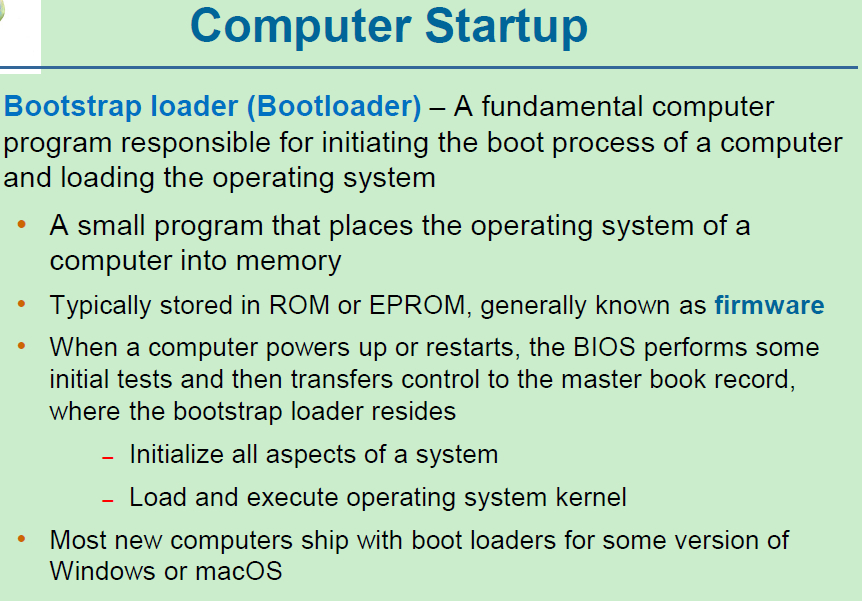 Computer Startup
Bootstrap loader (Bootloader) – A fundamental computer
program responsible for initiating the boot process of a computer
and loading the operating system
• A small program that places the operating system of a
computer into memory
• Typically stored in ROM or EPROM, generally known as firmware
• When a computer powers up or restarts, the BIOS performs some
initial tests and then transfers control to the master book record,
where the bootstrap loader resides
– Initialize all aspects of a system
– Load and execute operating system kernel
• Most new computers ship with boot loaders for some version of
Windows or macOS